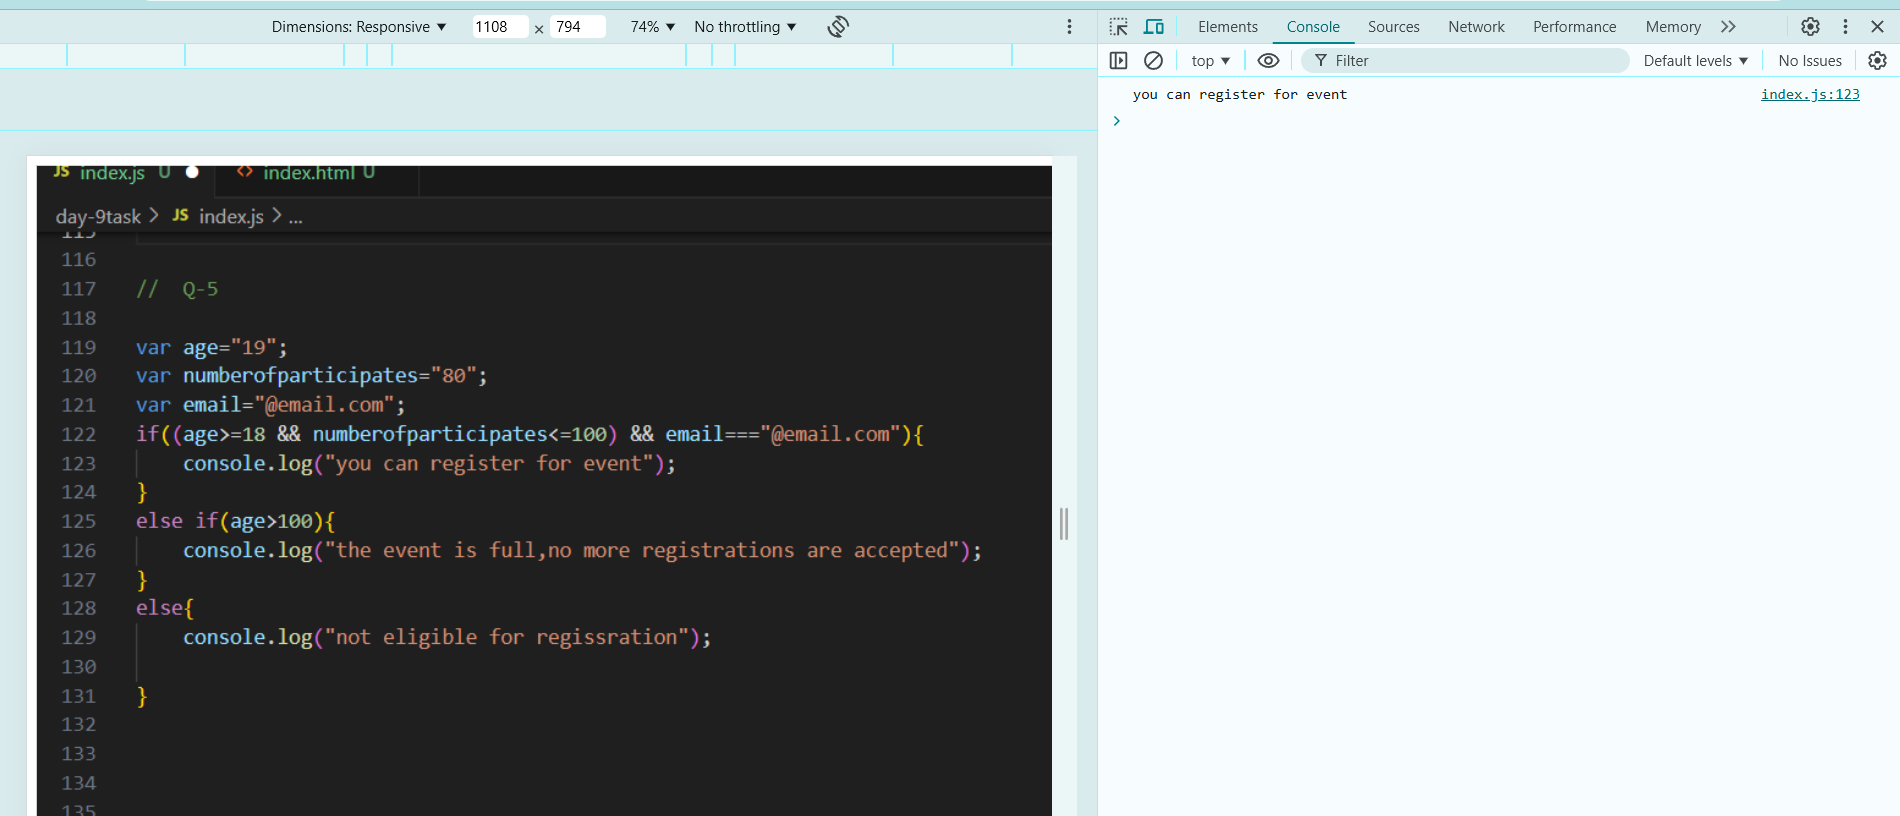 Dimensions: Responsive ▼ 1108 × 794 74% ▼ No throttling ▼
Elements Console Sources Network Performance Memory
top ▼ Filter Default levels ▼ No Issues
you can register for event index.js:123
>
JS index.js U ● <> index.html U
day-9task > JS index.js > ...
115
116
117 // Q-5
118
119 var age="19";
120 var numberofparticipates="80";
121 var email="@email.com";
122 if((age>=18 && numberofparticipates<=100) && email==="@email.com"){
123 console.log("you can register for event");
124 }
125 else if(age>100){
126 console.log("the event is full,no more registrations are accepted");
127 }
128 else{
129 console.log("not eligible for regissration");
130
131 }
132
133
134
135